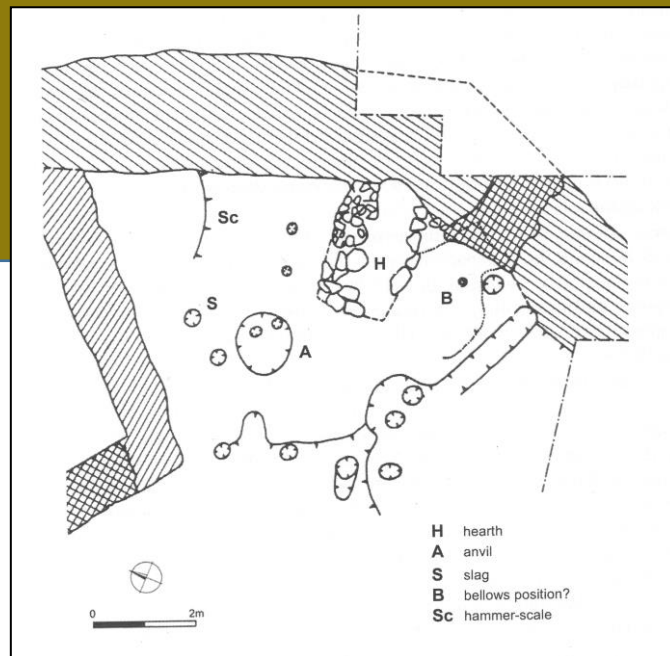 Sc
H
B
S
A
H hearth
A anvil
S slag
B bellows position?
Sc hammer-scale
0 2m